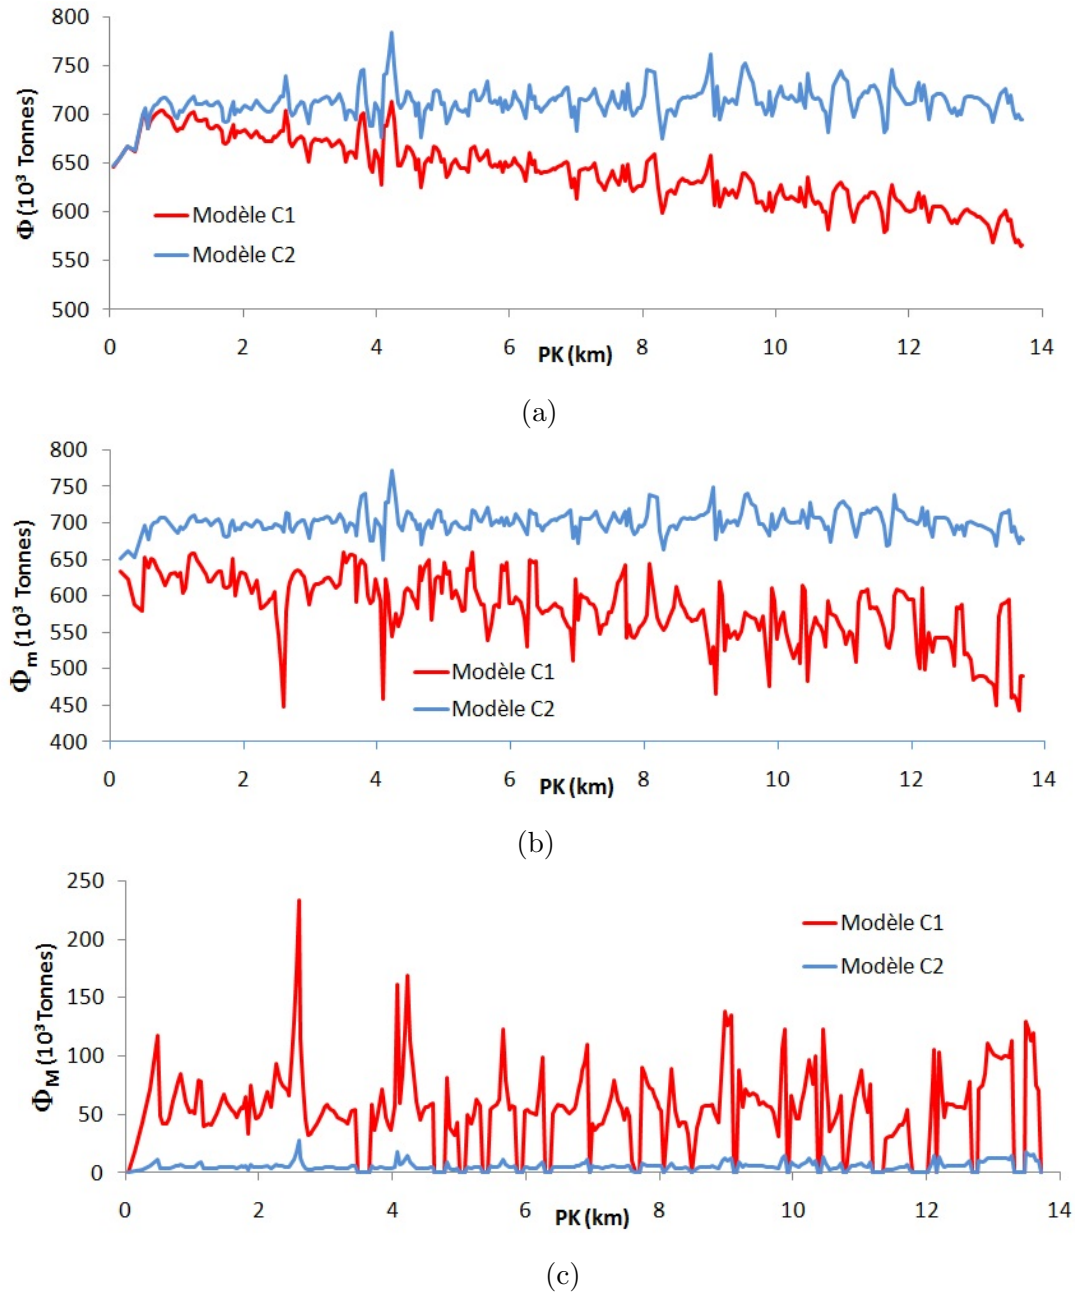 800
750
700
650
600
550
500
Φ (10³ Tonnes)
Modèle C1
Modèle C2
0 2 4 6 8 10 12 14
PK (km)
(a)
800
750
700
650
600
550
500
450
400
Φm (10³ Tonnes)
Modèle C1
Modèle C2
0 2 4 6 8 10 12 14
PK (km)
(b)
250
200
150
100
50
0
ΦM (10³Tonnes)
Modèle C1
Modèle C2
0 2 4 6 8 10 12 14
PK (km)
(c)